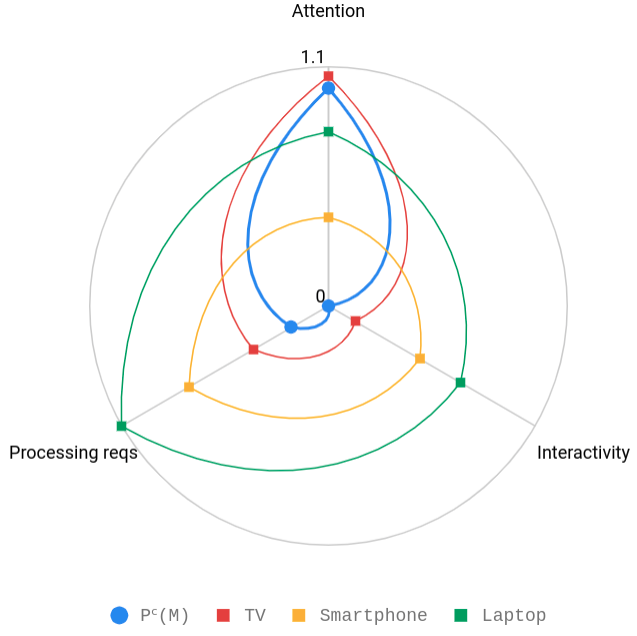 Attention
1.1
0
Processing reqs
Interactivity
Pᶜ(M) TV Smartphone Laptop